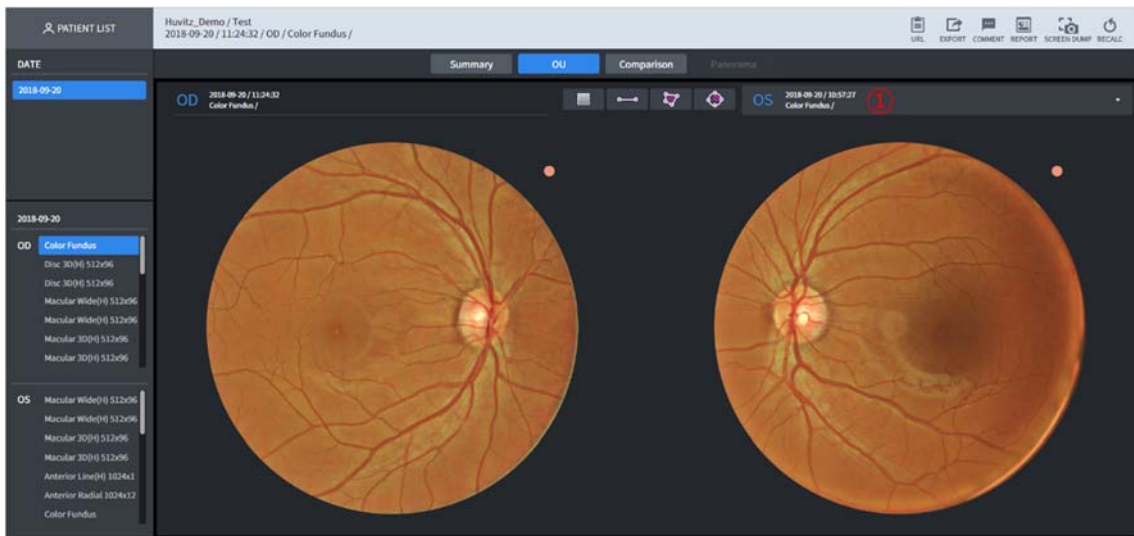 PATIENT LIST
Huvitz_Demo / Test
2018-09-20 / 11:24:32 / OD / Color Fundus /
URL
EXPORT
COMMENT
REPORT
SCREEN DUMP
RECALC
DATE
2018-09-20
Summary
OU
Comparison
Panorama
OD
2018-09-20 / 11:24:32
Color Fundus /
OS
2018-09-20 / 10:57:27
Color Fundus /
①
2018-09-20
OD
Color Fundus
Disc 3D(H) 512x96
Disc 3D(H) 512x96
Macular Wide(H) 512x96
Macular Wide(H) 512x96
Macular 3D(H) 512x96
Macular 3D(H) 512x96
OS
Macular Wide(H) 512x96
Macular Wide(H) 512x96
Macular 3D(H) 512x96
Macular 3D(H) 512x96
Anterior Line(H) 1024x1
Anterior Radial 1024x12
Color Fundus